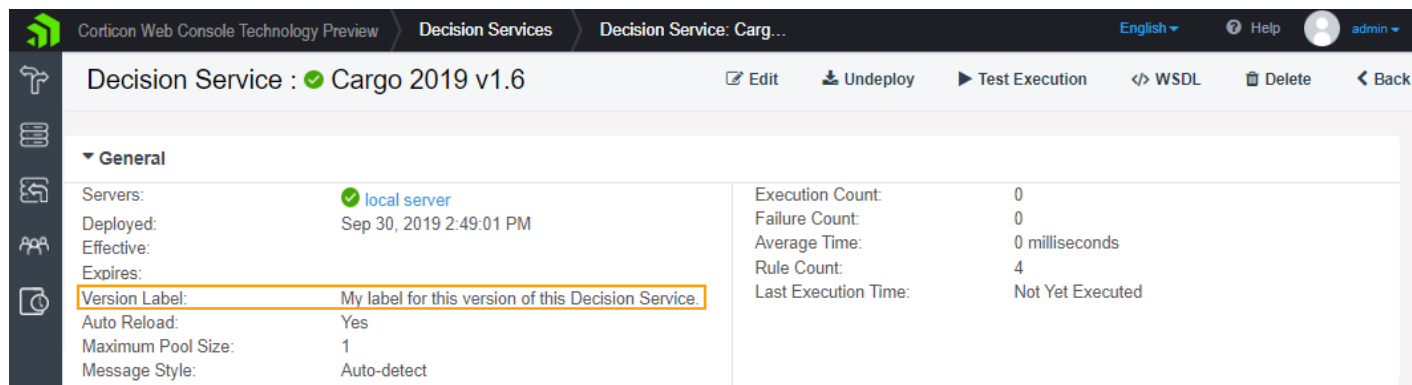 Corticon Web Console Technology Preview Decision Services Decision Service: Carg... English Help admin
Decision Service : Cargo 2019 v1.6 Edit Undeploy Test Execution </> WSDL Delete Back
General
Servers: local server Execution Count: 0
Deployed: Sep 30, 2019 2:49:01 PM Failure Count: 0
Effective: Average Time: 0 milliseconds
Expires: Rule Count: 4
Version Label: My label for this version of this Decision Service. Last Execution Time: Not Yet Executed
Auto Reload: Yes
Maximum Pool Size: 1
Message Style: Auto-detect